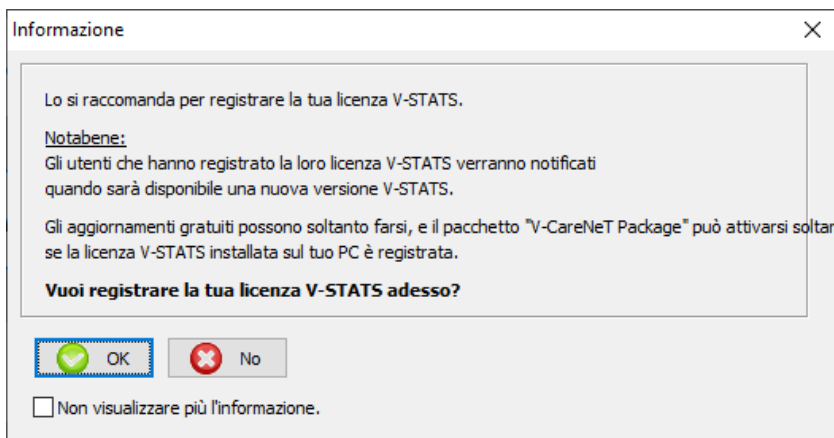 Informazione
Lo si raccomanda per registrare la tua licenza V-STATS.
Notabene:
Gli utenti che hanno registrato la loro licenza V-STATS verranno notificati
quando sarà disponibile una nuova versione V-STATS.
Gli aggiornamenti gratuiti possono soltanto farsi, e il pacchetto "V-CareNeT Package" può attivarsi
se la licenza V-STATS installata sul tuo PC è registrata.
Vuoi registrare la tua licenza V-STATS adesso?
OK
No
Non visualizzare più l'informazione.